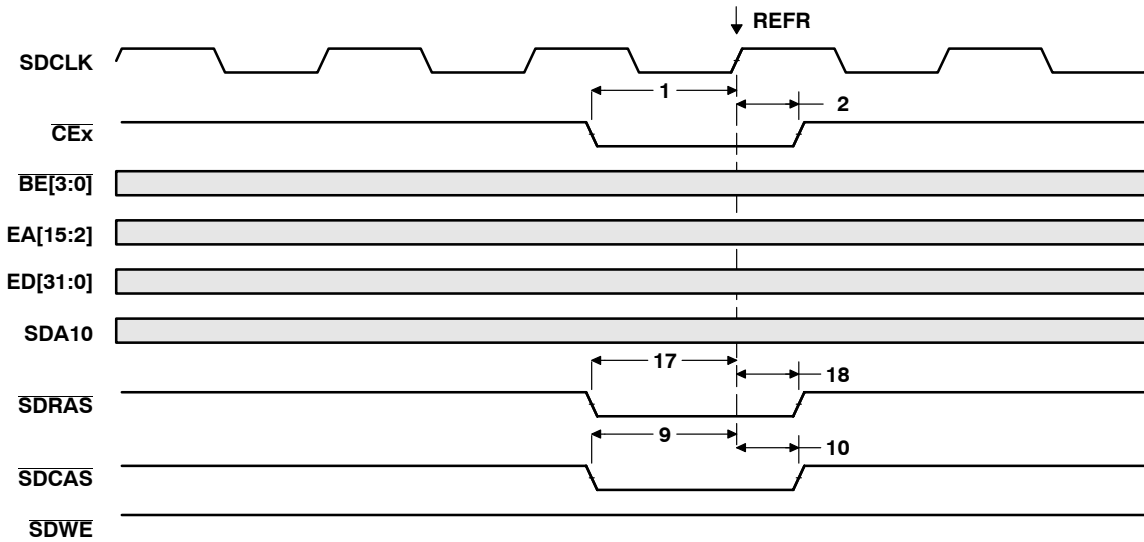 REFR
SDCLK
1
2
CEx
BE[3:0]
EA[15:2]
ED[31:0]
SDA10
17
18
SDRAS
9
10
SDCAS
SDWE